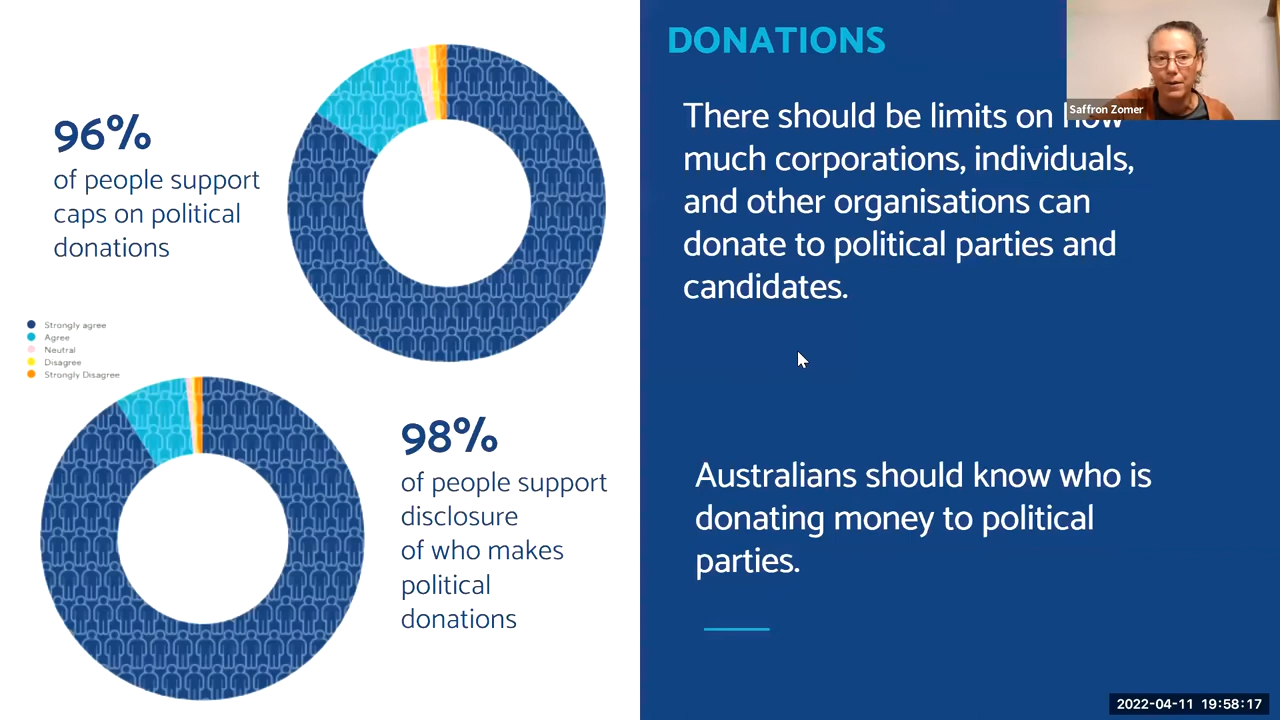 96%
of people support
caps on political
donations
Strongly agree
Agree
Neutral
Disagree
Strongly Disagree
98%
of people support
disclosure
of who makes
political
donations
DONATIONS
There should be limits on how
much corporations, individuals,
and other organisations can
donate to political parties and
candidates.
Australians should know who is
donating money to political
parties.
Saffron Zomer
2022-04-11 19:58:17